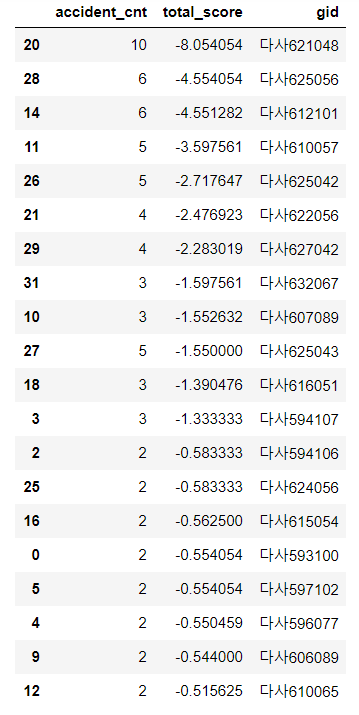 accident_cnt total_score gid
20 10 -8.054054 다사621048
28 6 -4.554054 다사625056
14 6 -4.551282 다사612101
11 5 -3.597561 다사610057
26 5 -2.717647 다사625042
21 4 -2.476923 다사622056
29 4 -2.283019 다사627042
31 3 -1.597561 다사632067
10 3 -1.552632 다사607089
27 5 -1.550000 다사625043
18 3 -1.390476 다사616051
3 3 -1.333333 다사594107
2 2 -0.583333 다사594106
25 2 -0.583333 다사624056
16 2 -0.562500 다사615054
0 2 -0.554054 다사593100
5 2 -0.554054 다사597102
4 2 -0.550459 다사596077
9 2 -0.544000 다사606089
12 2 -0.515625 다사610065